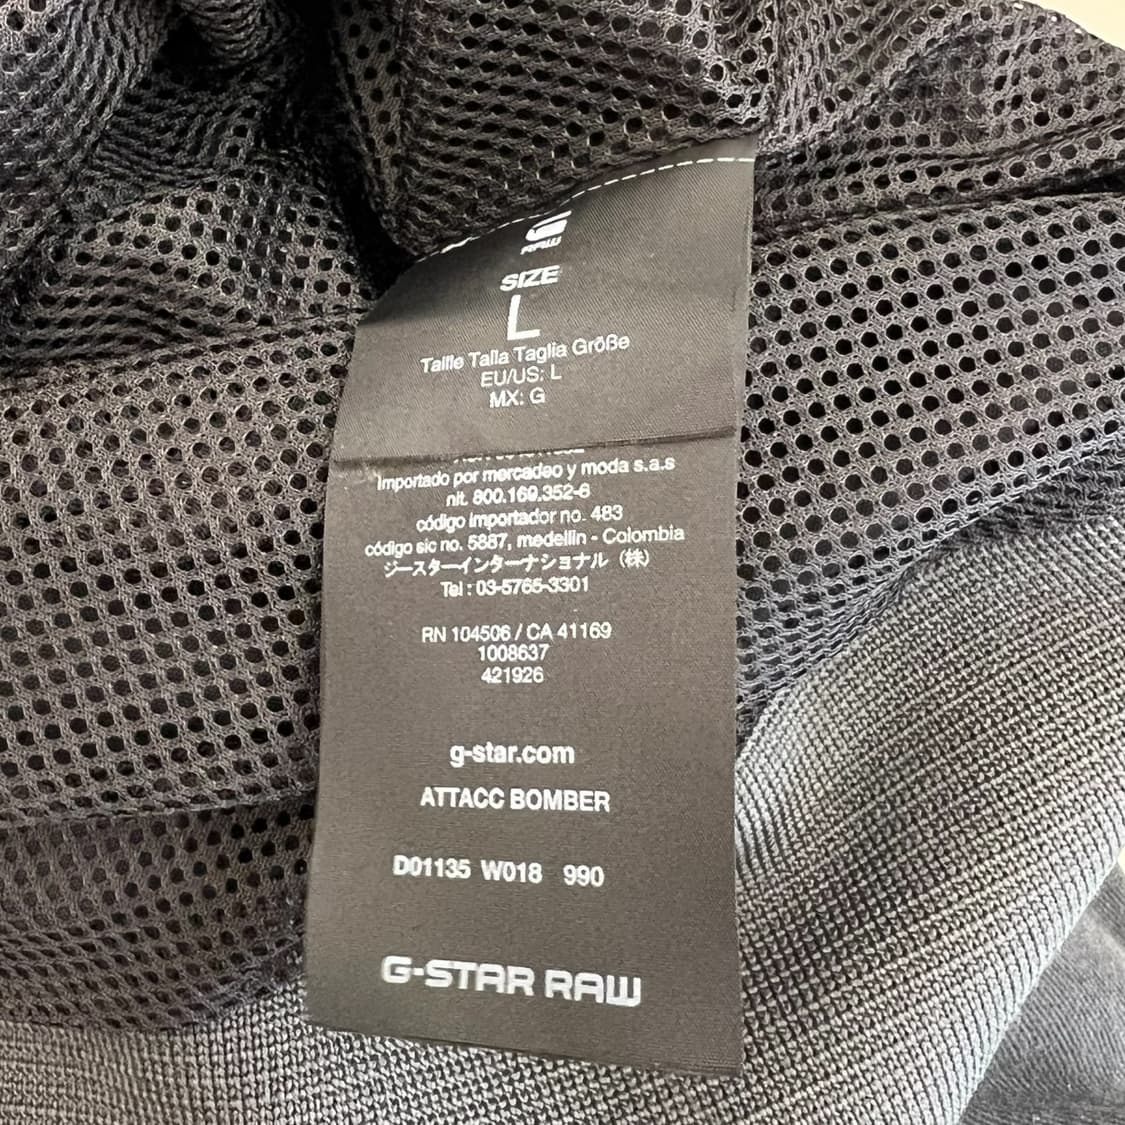 RAW
SIZE
L
Taille Talla Taglia Größe
EU/US: L
MX: G
Importado por mercadeo y moda s.a.s
nit. 800.169.352-6
código importador no. 483
código sic no. 5887, medellin - Colombia
ジースターインターナショナル（株）
Tel : 03-5765-3301
RN 104506 / CA 41169
1008637
421926
g-star.com
ATTACC BOMBER
D01135 W018 990
G-STAR RAW